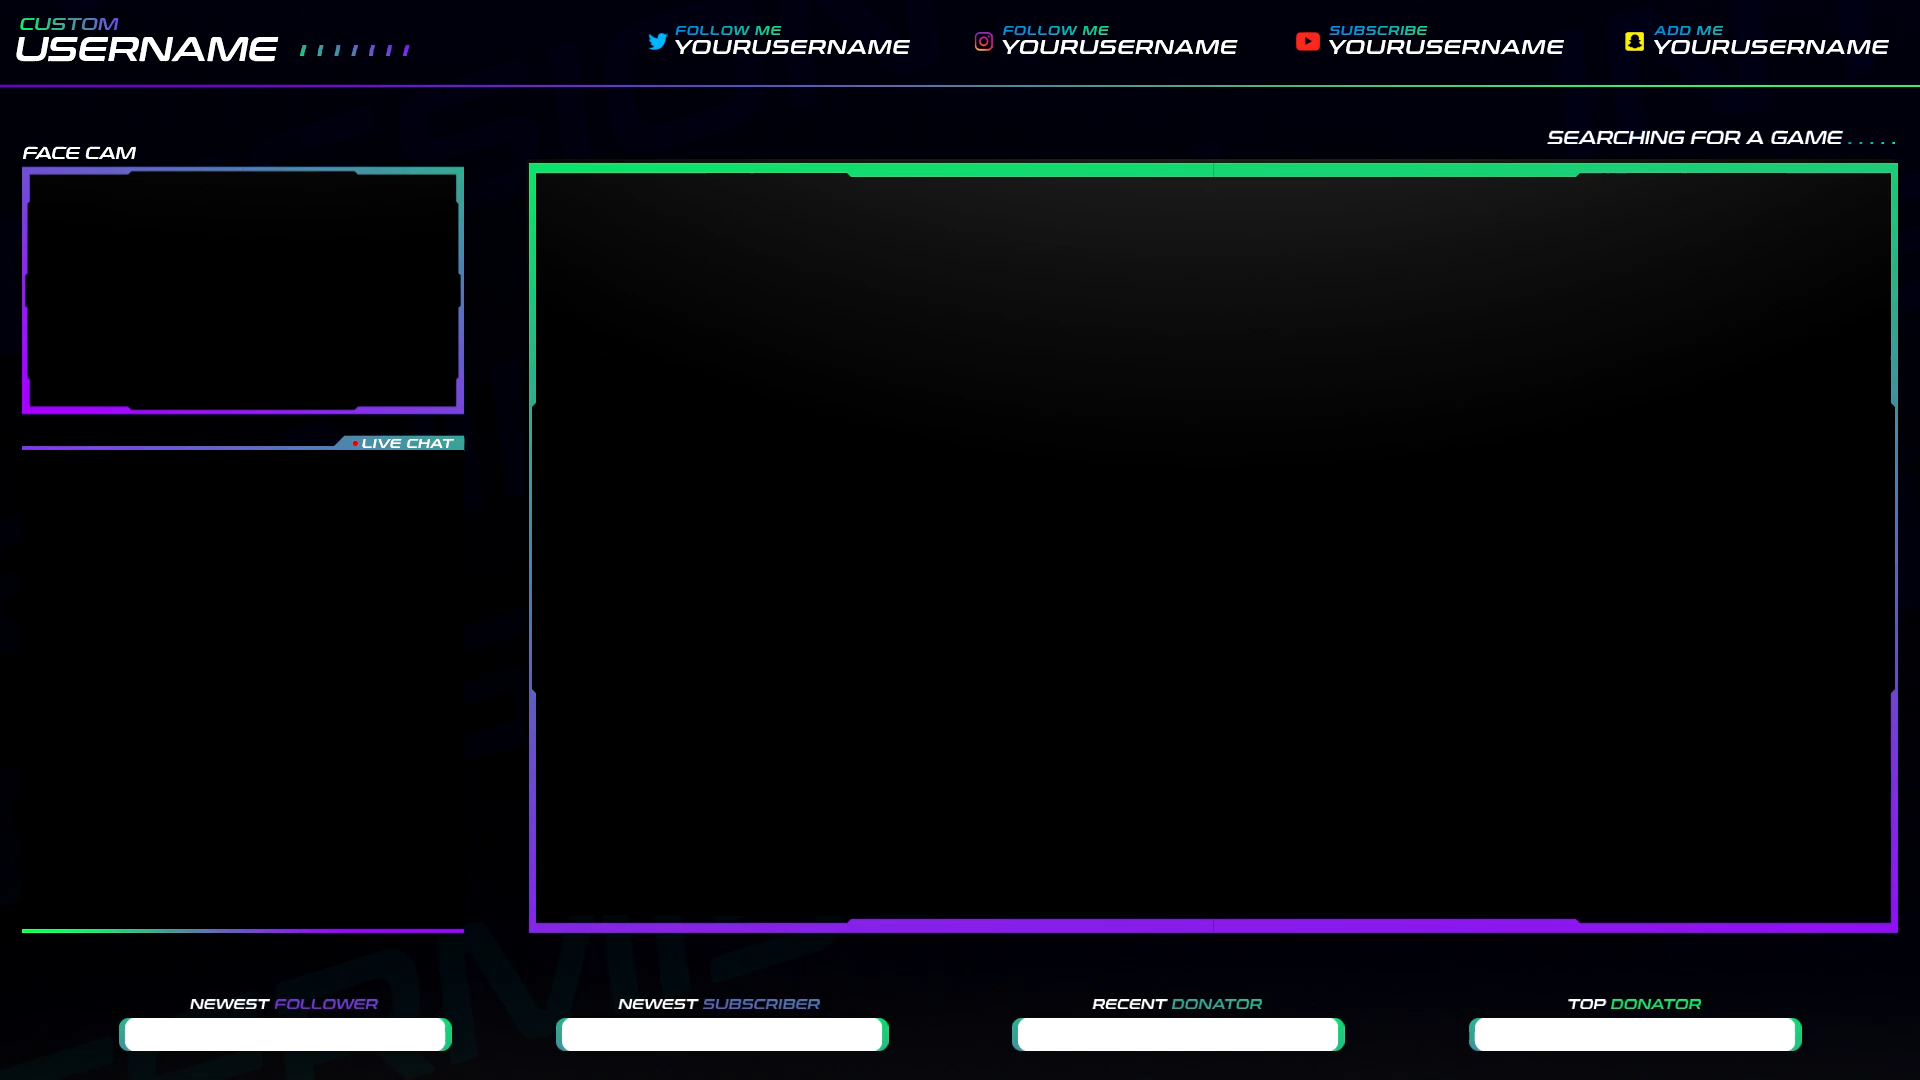 CUSTOM
USERNAME
FOLLOW ME
YOURUSERNAME
FOLLOW ME
YOURUSERNAME
SUBSCRIBE
YOURUSERNAME
ADD ME
YOURUSERNAME
SEARCHING FOR A GAME . . . . .
FACE CAM
LIVE CHAT
NEWEST FOLLOWER
NEWEST SUBSCRIBER
RECENT DONATOR
TOP DONATOR